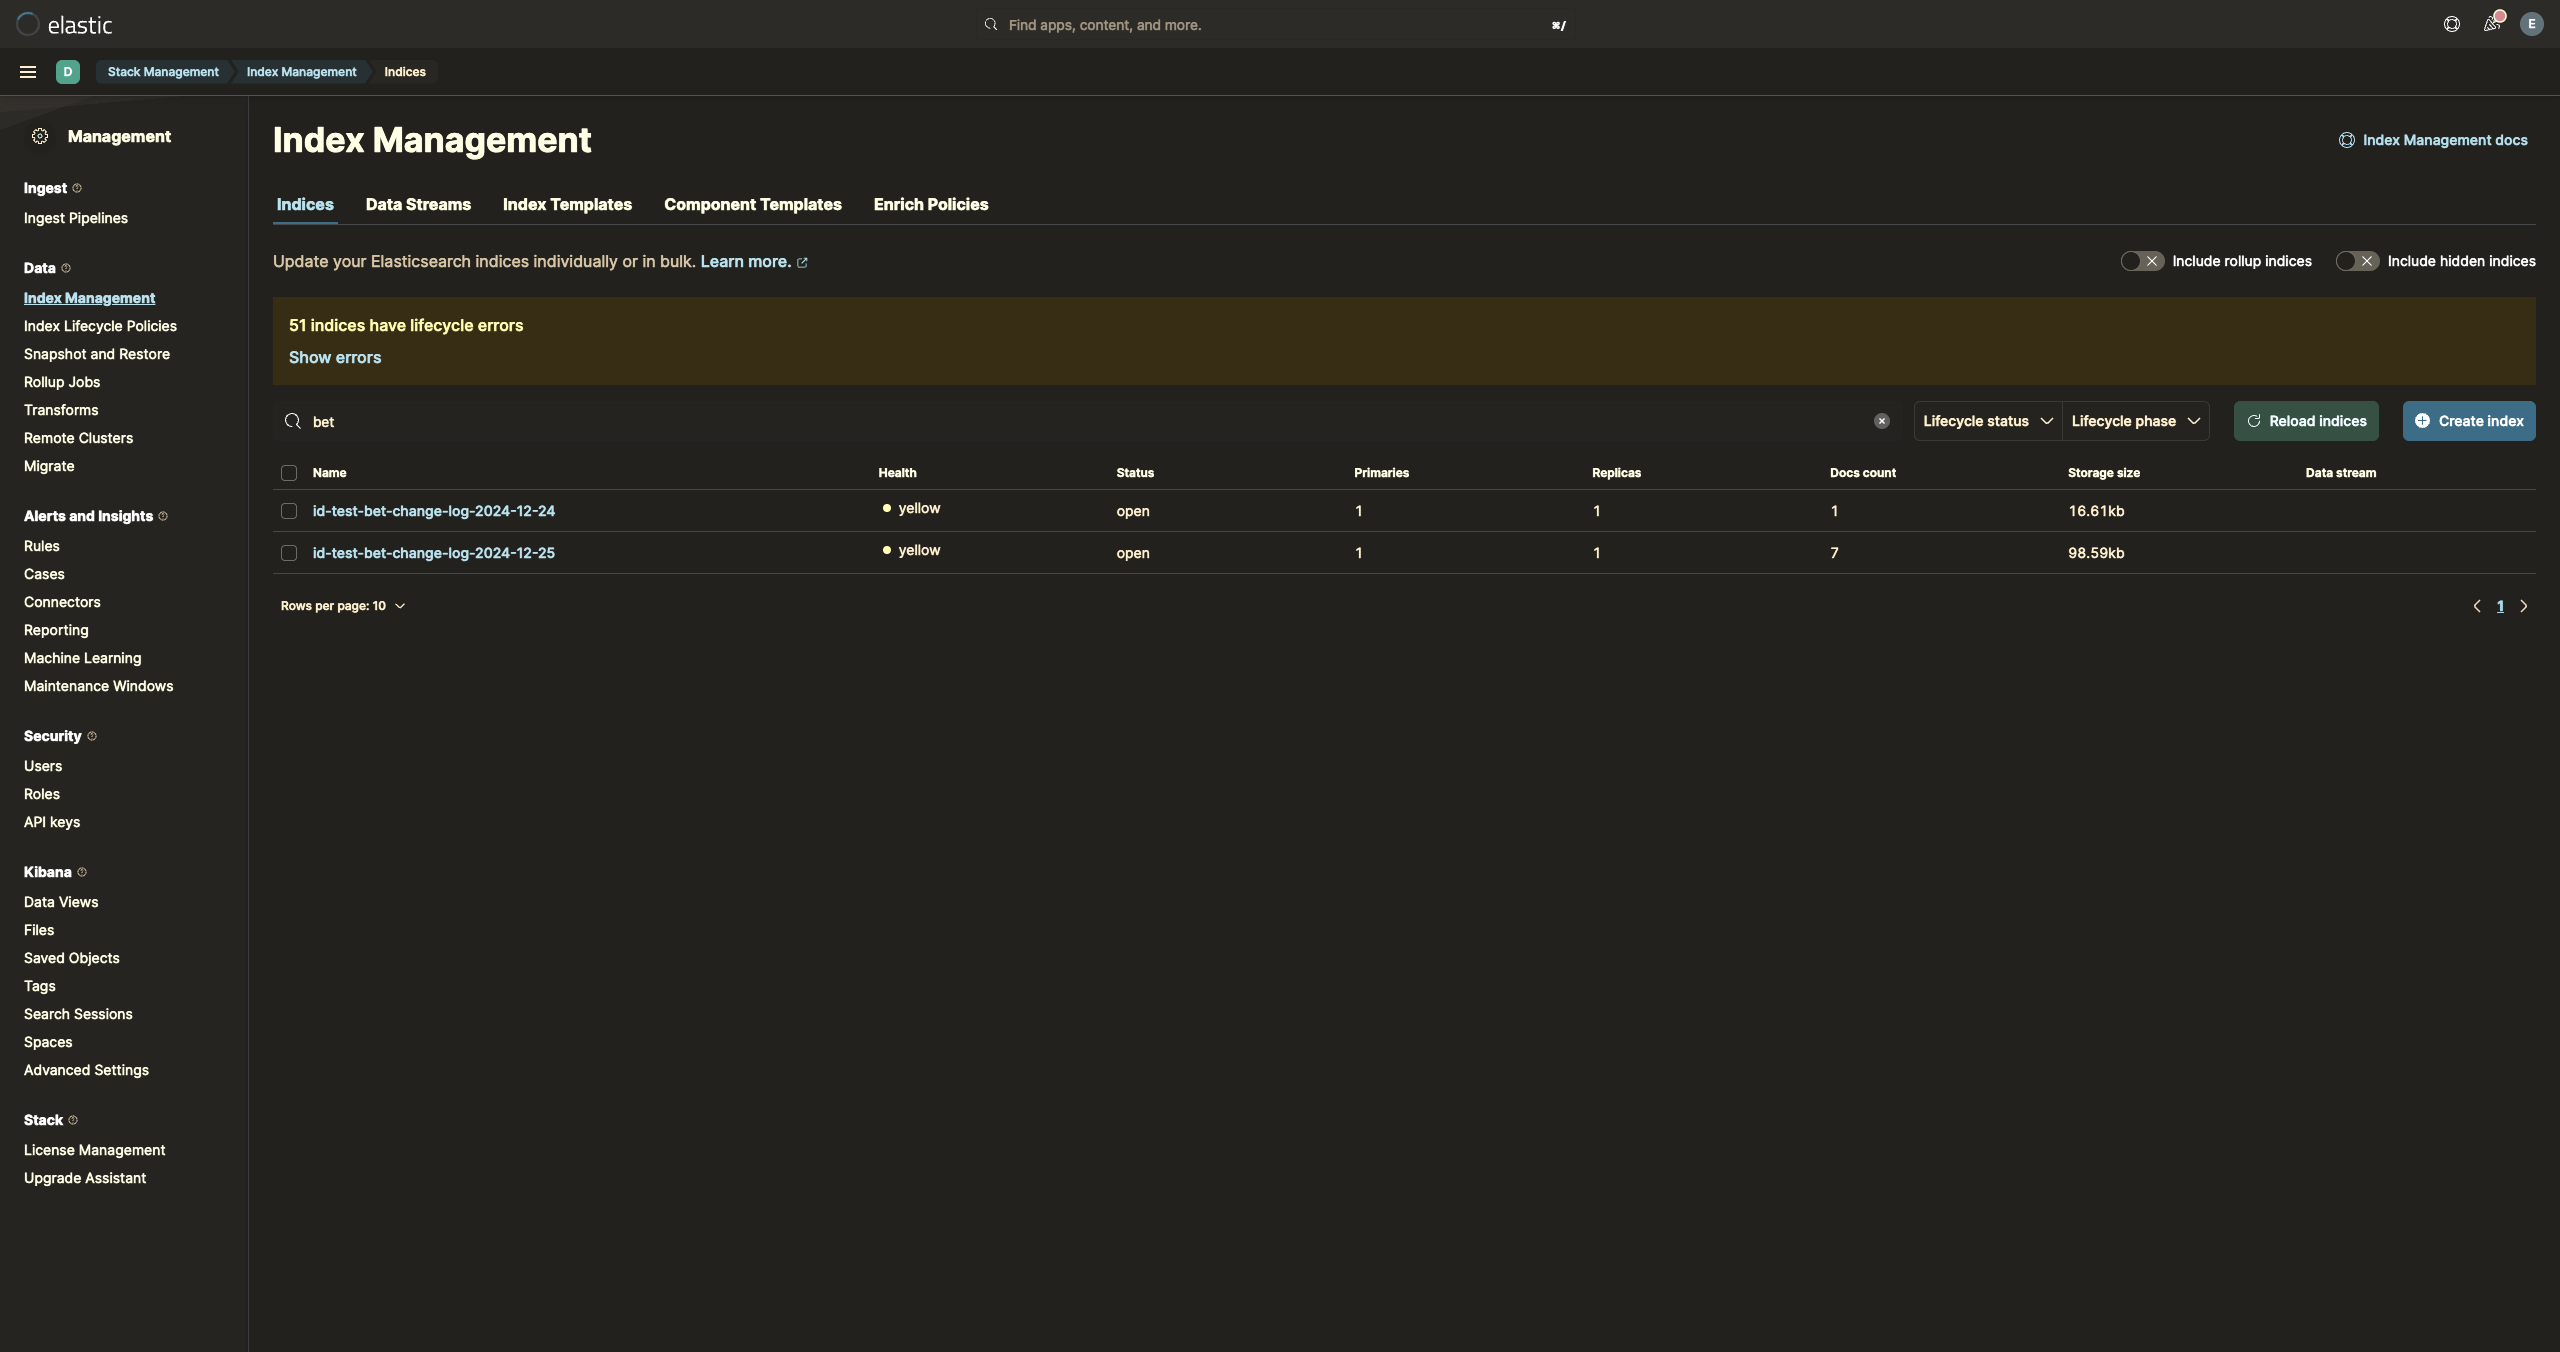 elastic
Find apps, content, and more.
⌘/
E
D
Stack Management
Index Management
Indices
Management
Ingest
Ingest Pipelines
Data
Index Management
Index Lifecycle Policies
Snapshot and Restore
Rollup Jobs
Transforms
Remote Clusters
Migrate
Alerts and Insights
Rules
Cases
Connectors
Reporting
Machine Learning
Maintenance Windows
Security
Users
Roles
API keys
Kibana
Data Views
Files
Saved Objects
Tags
Search Sessions
Spaces
Advanced Settings
Stack
License Management
Upgrade Assistant
Index Management
Index Management docs
Indices Data Streams Index Templates Component Templates Enrich Policies
Update your Elasticsearch indices individually or in bulk. Learn more.
Include rollup indices Include hidden indices
51 indices have lifecycle errors
Show errors
bet
Lifecycle status Lifecycle phase Reload indices Create index
Name Health Status Primaries Replicas Docs count Storage size Data stream
id-test-bet-change-log-2024-12-24 yellow open 1 1 1 16.61kb
id-test-bet-change-log-2024-12-25 yellow open 1 1 7 98.59kb
Rows per page: 10
1